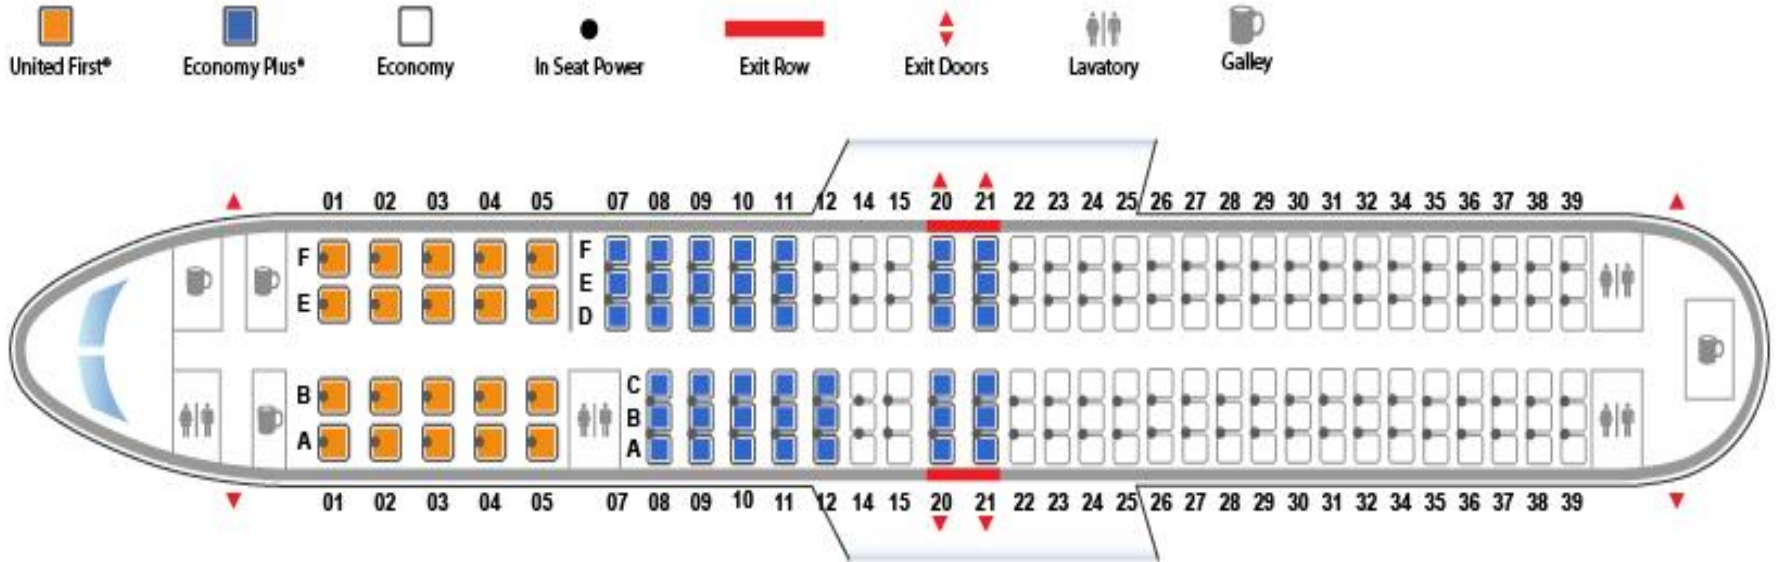 United First® Economy Plus® Economy In Seat Power Exit Row Exit Doors Lavatory Galley
01 02 03 04 05 07 08 09 10 11 12 14 15 20 21 22 23 24 25 26 27 28 29 30 31 32 34 35 36 37 38 39
F F
E E
D
B C
B
A A
01 02 03 04 05 07 08 09 10 11 12 14 15 20 21 22 23 24 25 26 27 28 29 30 31 32 34 35 36 37 38 39